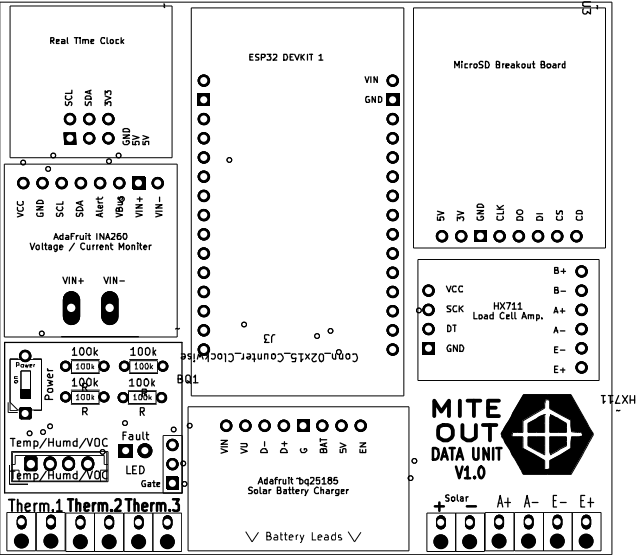 Real Time Clock
SCL
SDA
3V3
GND
5V
5V
ESP32 DEVKIT 1
VIN
GND
MicroSD Breakout Board
U3
5V
3V
GND
CLK
DO
DI
CS
CD
VCC
GND
SCL
SDA
Alert
VBus
VIN+
VIN-
AdaFruit INA260
Voltage / Current Moniter
VIN+ VIN-
VCC
SCK
DT
GND
HX711
Load Cell Amp.
B+
B-
A+
A-
E-
E+
HX711
J3
Conn_02x15_Counter_Clockwise
100k 100k
100k 100k
R R
100k 100k
R R
Power
on
Power
BQ1
Temp/Hum/VOC
Temp/Hum/VOC
Fault
LED
Gate
VIN
VU
D-
D+
G
BAT
5V
EN
Adafruit bq25185
Solar Battery Charger
Battery Leads
MITE
OUT
DATA UNIT
V1.0
Therm.1 Therm.2 Therm.3
+ Solar - A+ A- E- E+